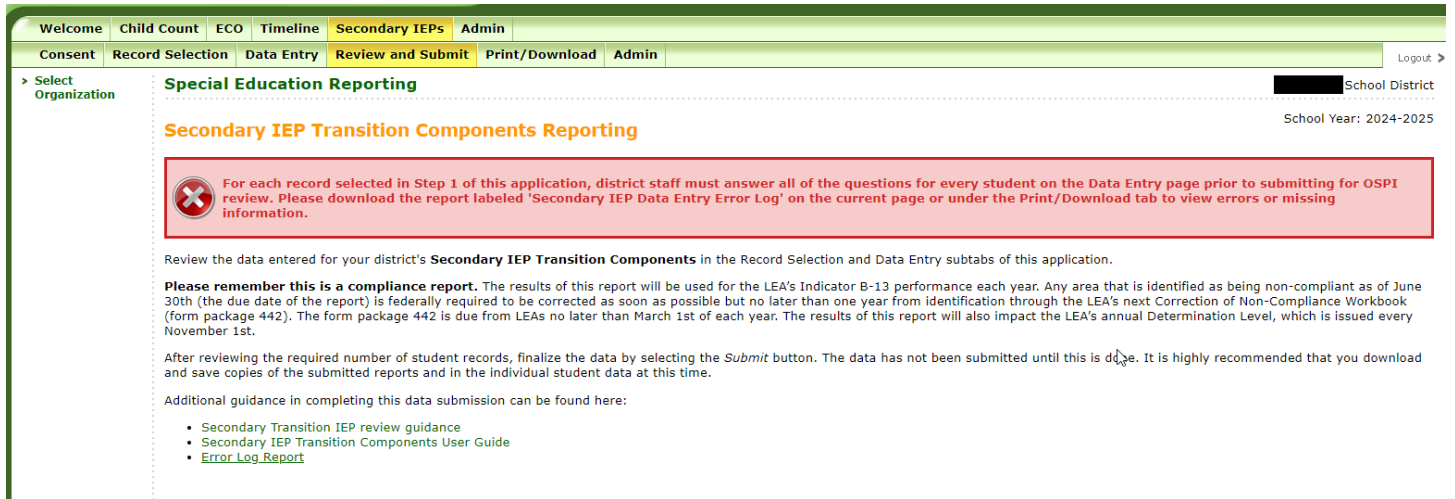 Welcome Child Count ECO Timeline Secondary IEPs Admin
Consent Record Selection Data Entry Review and Submit Print/Download Admin
Logout >
> Select
Organization
Special Education Reporting
School District
School Year: 2024-2025
Secondary IEP Transition Components Reporting
For each record selected in Step 1 of this application, district staff must answer all of the questions for every student on the Data Entry page prior to submitting for OSPI
review. Please download the report labeled 'Secondary IEP Data Entry Error Log' on the current page or under the Print/Download tab to view errors or missing
information.
Review the data entered for your district's Secondary IEP Transition Components in the Record Selection and Data Entry subtabs of this application.
Please remember this is a compliance report. The results of this report will be used for the LEA's Indicator B-13 performance each year. Any area that is identified as being non-compliant as of June
30th (the due date of the report) is federally required to be corrected as soon as possible but no later than one year from identification through the LEA's next Correction of Non-Compliance Workbook
(form package 442). The form package 442 is due from LEAs no later than March 1st of each year. The results of this report will also impact the LEA's annual Determination Level, which is issued every
November 1st.
After reviewing the required number of student records, finalize the data by selecting the Submit button. The data has not been submitted until this is done. It is highly recommended that you download
and save copies of the submitted reports and in the individual student data at this time.
Additional guidance in completing this data submission can be found here:
• Secondary Transition IEP review guidance
• Secondary IEP Transition Components User Guide
• Error Log Report